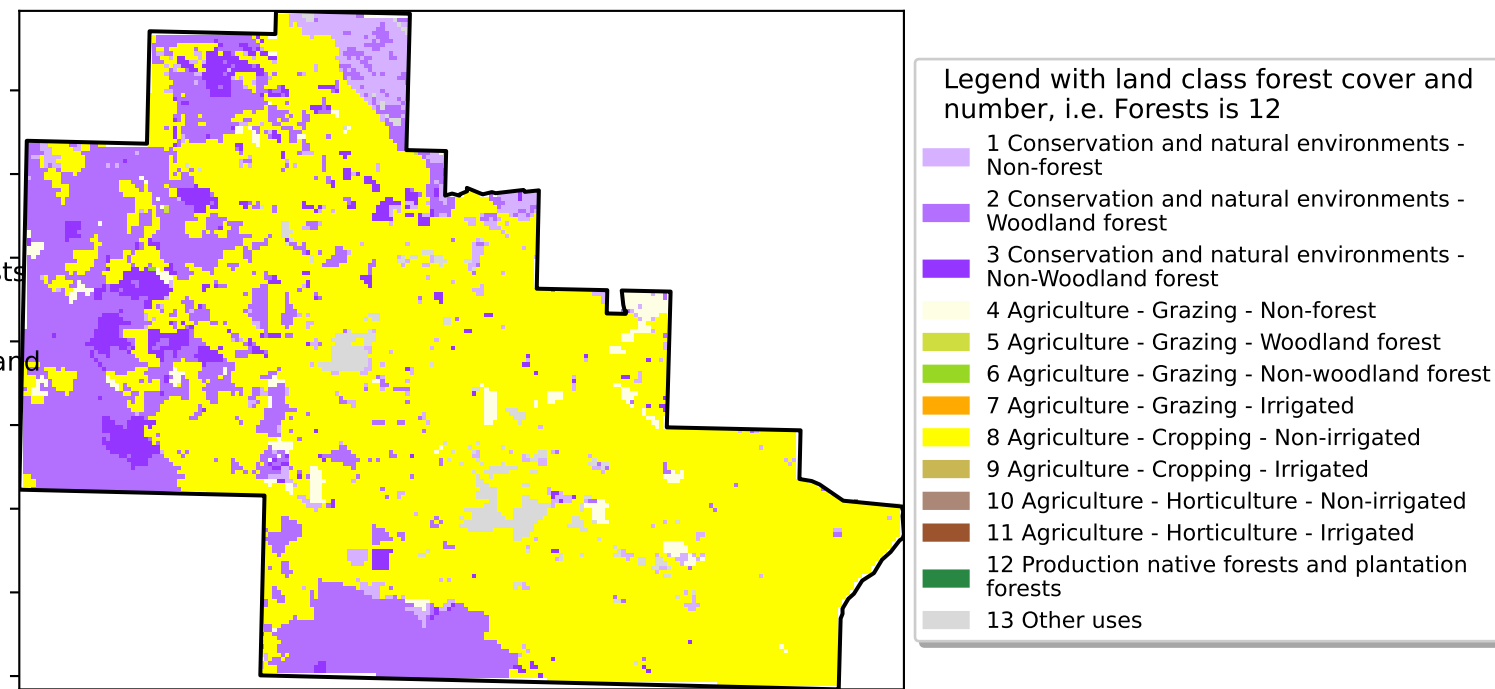 Legend with land class forest cover and
number, i.e. Forests is 12
1 Conservation and natural environments -
Non-forest
2 Conservation and natural environments -
Woodland forest
3 Conservation and natural environments -
Non-Woodland forest
4 Agriculture - Grazing - Non-forest
5 Agriculture - Grazing - Woodland forest
6 Agriculture - Grazing - Non-woodland forest
7 Agriculture - Grazing - Irrigated
8 Agriculture - Cropping - Non-irrigated
9 Agriculture - Cropping - Irrigated
10 Agriculture - Horticulture - Non-irrigated
11 Agriculture - Horticulture - Irrigated
12 Production native forests and plantation
forests
13 Other uses